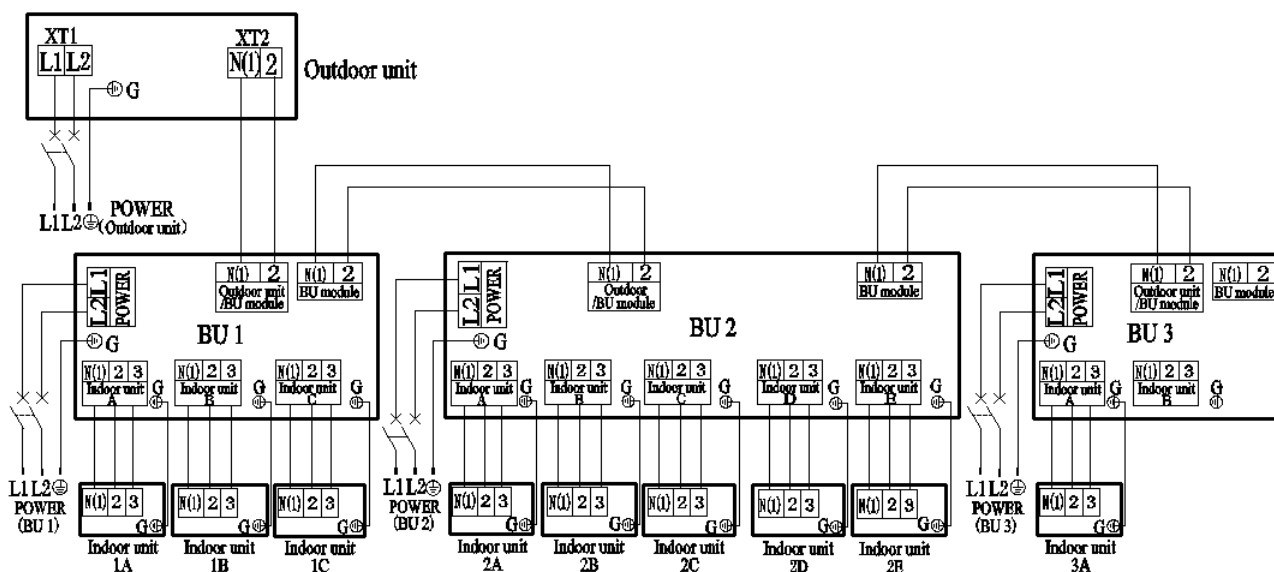 XT1 XT2
L1 L2 N(1) 2 Outdoor unit
G
L1 L2 POWER
(Outdoor unit)
N(1) 2 N(1) 2 N(1) 2 N(1) 2 N(1) 2 N(1) 2
Outdoor unit BU module Outdoor BU module Outdoor unit BU module
/BU module /BU module /BU module
L2 L1 L2 L1 L2 L1
POWER POWER POWER
BU 1 BU 2 BU 3
G G G
N(1) 2 3 N(1) 2 3 N(1) 2 3 N(1) 2 3 N(1) 2 3 N(1) 2 3 N(1) 2 3 N(1) 2 3 N(1) 2 3 N(1) 2 3
Indoor unit Indoor unit Indoor unit Indoor unit Indoor unit Indoor unit Indoor unit Indoor unit Indoor unit Indoor unit
G G G G G G G G G G
A B C A B C D E A B
L1 L2 L1 L2 L1 L2
POWER POWER POWER
(BU 1) (BU 2) (BU 3)
N(1) 2 3 N(1) 2 3 N(1) 2 3 N(1) 2 3 N(1) 2 3 N(1) 2 3 N(1) 2 3 N(1) 2 3 N(1) 2 3
G G G G G G G G G
Indoor unit Indoor unit Indoor unit Indoor unit Indoor unit Indoor unit Indoor unit Indoor unit Indoor unit
1A 1B 1C 2A 2B 2C 2D 2E 3A